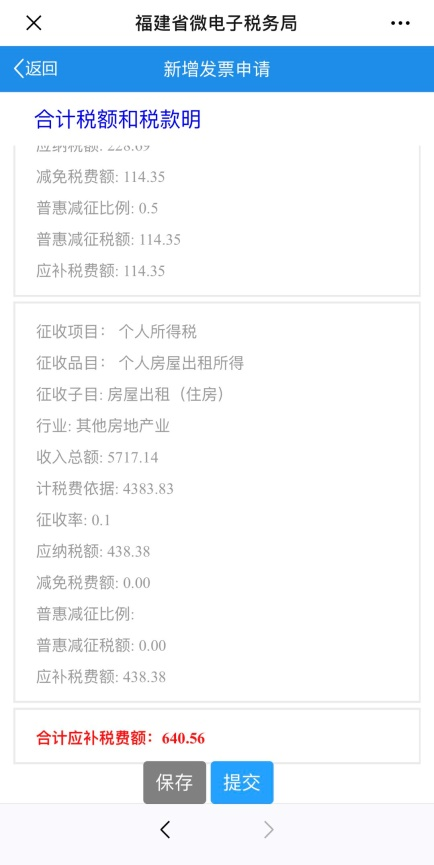 福建省微电子税务局
返回
新增发票申请
合计税额和税款明
应纳税额: 228.69
减免税费额: 114.35
普惠减征比例: 0.5
普惠减征税额: 114.35
应补税费额: 114.35
征收项目: 个人所得税
征收品目: 个人房屋出租所得
征收子目: 房屋出租（住房）
行业: 其他房地产业
收入总额: 5717.14
计税费依据: 4383.83
征收率: 0.1
应纳税额: 438.38
减免税费额: 0.00
普惠减征比例:
普惠减征税额: 0.00
应补税费额: 438.38
合计应补税费额：640.56
保存
提交